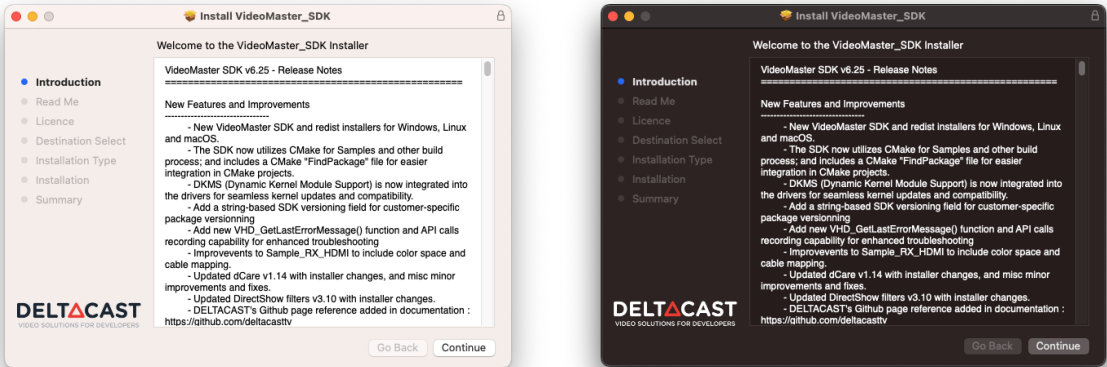 Install VideoMaster_SDK
Welcome to the VideoMaster_SDK Installer
Introduction
Read Me
Licence
Destination Select
Installation Type
Installation
Summary
VideoMaster SDK v6.25 - Release Notes
=====================================================
New Features and Improvements
--------------------------------
- New VideoMaster SDK and redist installers for Windows, Linux
and macOS.
- The SDK now utilizes CMake for Samples and other build
process; and includes a CMake "FindPackage" file for easier
integration in CMake projects.
- DKMS (Dynamic Kernel Module Support) is now integrated into
the drivers for seamless kernel updates and compatibility.
- Add a string-based SDK versioning field for customer-specific
package versionning
- Add new VHD_GetLastErrorMessage() function and API calls
recording capability for enhanced troubleshooting
- Improvevents to Sample_RX_HDMI to include color space and
cable mapping.
- Updated dCare v1.14 with installer changes, and misc minor
improvements and fixes.
- Updated DirectShow filters v3.10 with installer changes.
- DELTACAST's Github page reference added in documentation :
https://github.com/deltacasttv
DELTACAST
VIDEO SOLUTIONS FOR DEVELOPERS
Go Back
Continue
Install VideoMaster_SDK
Welcome to the VideoMaster_SDK Installer
Introduction
Read Me
Licence
Destination Select
Installation Type
Installation
Summary
VideoMaster SDK v6.25 - Release Notes
=====================================================
New Features and Improvements
--------------------------------
- New VideoMaster SDK and redist installers for Windows, Linux
and macOS.
- The SDK now utilizes CMake for Samples and other build
process; and includes a CMake "FindPackage" file for easier
integration in CMake projects.
- DKMS (Dynamic Kernel Module Support) is now integrated into
the drivers for seamless kernel updates and compatibility.
- Add a string-based SDK versioning field for customer-specific
package versionning
- Add new VHD_GetLastErrorMessage() function and API calls
recording capability for enhanced troubleshooting
- Improvevents to Sample_RX_HDMI to include color space and
cable mapping.
- Updated dCare v1.14 with installer changes, and misc minor
improvements and fixes.
- Updated DirectShow filters v3.10 with installer changes.
- DELTACAST's Github page reference added in documentation :
https://github.com/deltacasttv
DELTACAST
VIDEO SOLUTIONS FOR DEVELOPERS
Go Back
Continue